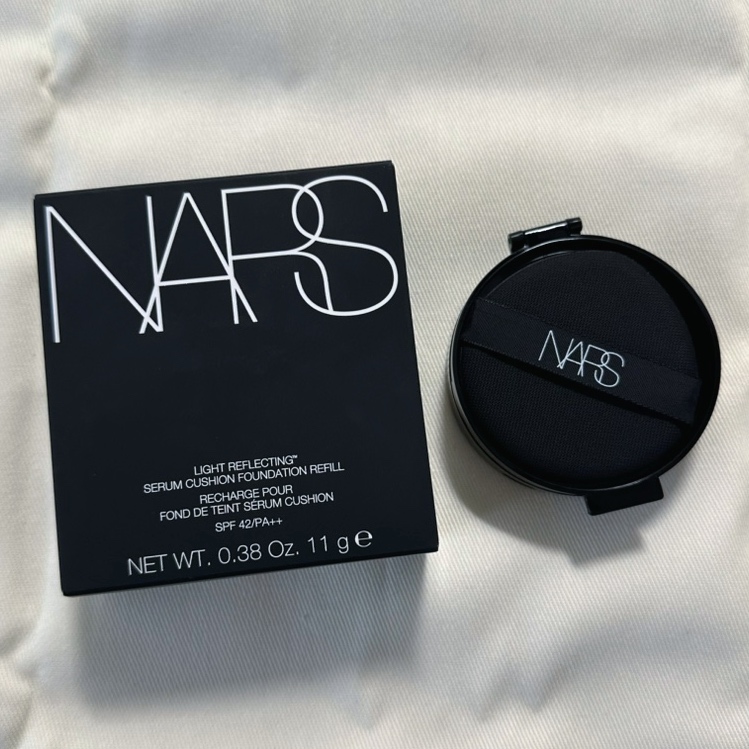 NARS
LIGHT REFLECTING™
SERUM CUSHION FOUNDATION REFILL
RECHARGE POUR
FOND DE TEINT SÉRUM CUSHION
SPF 42/PA++
NET WT. 0.38 Oz. 11 g ℮
NARS